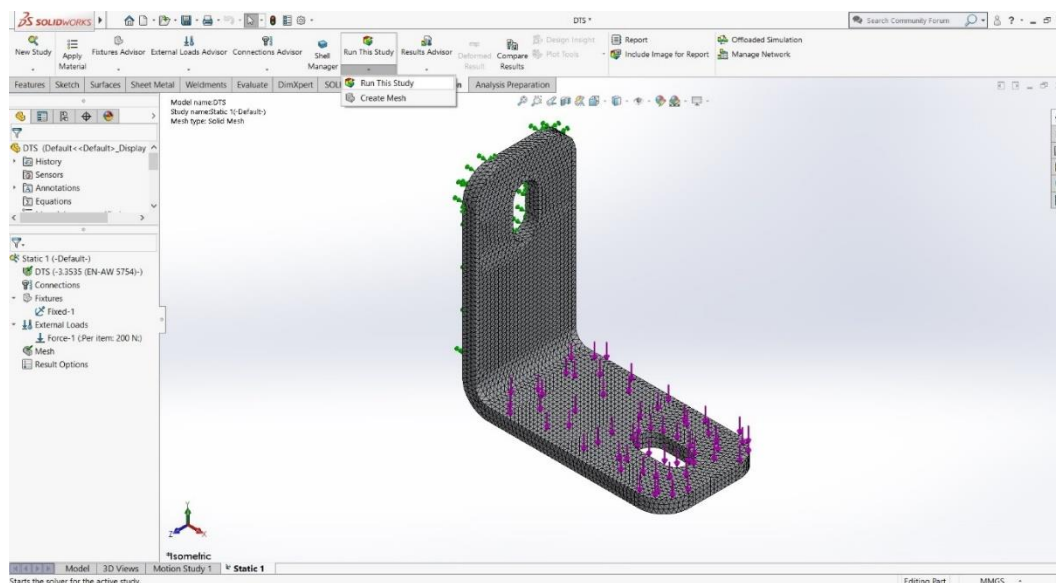 SOLIDWORKS
DTS *
Search Community Forum
New Study
Apply Material
Fixtures Advisor
External Loads Advisor
Connections Advisor
Shell Manager
Run This Study
Results Advisor
Deformed Result
Compare Results
Design Insight
Plot Tools
Report
Include Image for Report
Offloaded Simulation
Manage Network
Run This Study
Create Mesh
Features
Sketch
Surfaces
Sheet Metal
Weldments
Evaluate
DimXpert
Analysis Preparation
Model name:DTS
Study name:Static 1(-Default-)
Mesh type: Solid Mesh
DTS (Default<<Default>_Display
History
Sensors
Annotations
Equations
Static 1 (-Default-)
DTS (-3.3535 (EN-AW 5754)-)
Connections
Fixtures
Fixed-1
External Loads
Force-1 (:Per item: 200 N:)
Mesh
Result Options
Y
Z
X
*Isometric
Model
3D Views
Motion Study 1
Static 1
Starts the solver for the active study.
Editing Part
MMGS